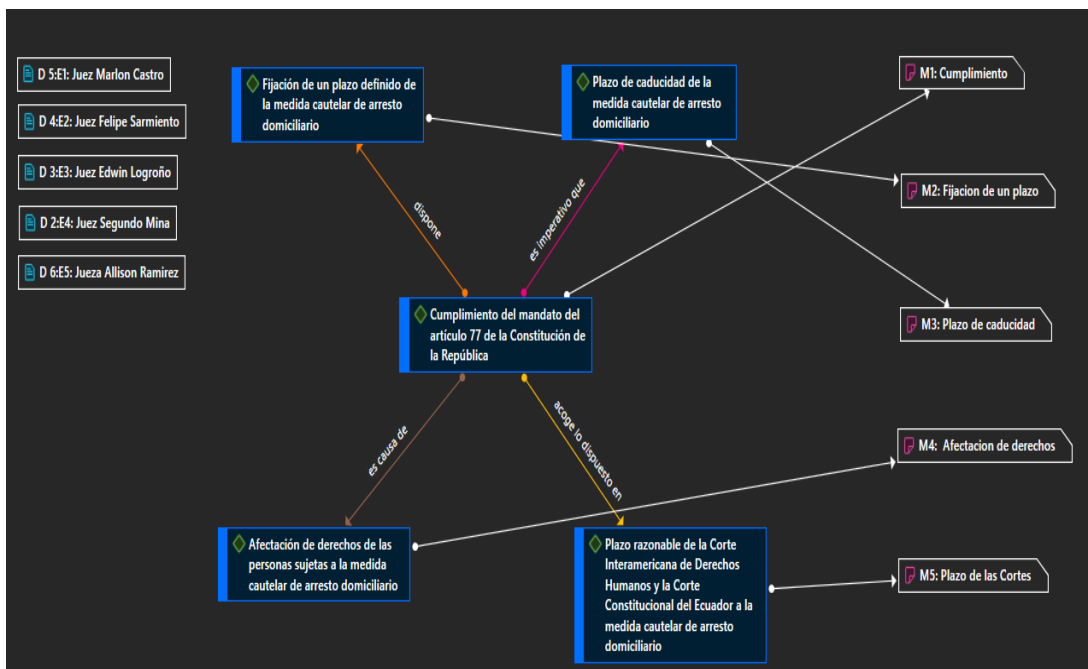 D 5:E1: Juez Marlon Castro
D 4:E2: Juez Felipe Sarmiento
D 3:E3: Juez Edwin Logroño
D 2:E4: Juez Segundo Mina
D 6:E5: Jueza Allison Ramirez
Fijación de un plazo definido de
la medida cautelar de arresto
domiciliario
Plazo de caducidad de la
medida cautelar de arresto
domiciliario
M1: Cumplimiento
M2: Fijacion de un plazo
dispone
es imperativo que
Cumplimiento del mandato del
artículo 77 de la Constitución de
la República
M3: Plazo de caducidad
es causa de
acoge lo dispuesto en
M4: Afectacion de derechos
Afectación de derechos de las
personas sujetas a la medida
cautelar de arresto domiciliario
Plazo razonable de la Corte
Interamericana de Derechos
Humanos y la Corte
Constitucional del Ecuador a la
medida cautelar de arresto
domiciliario
M5: Plazo de las Cortes